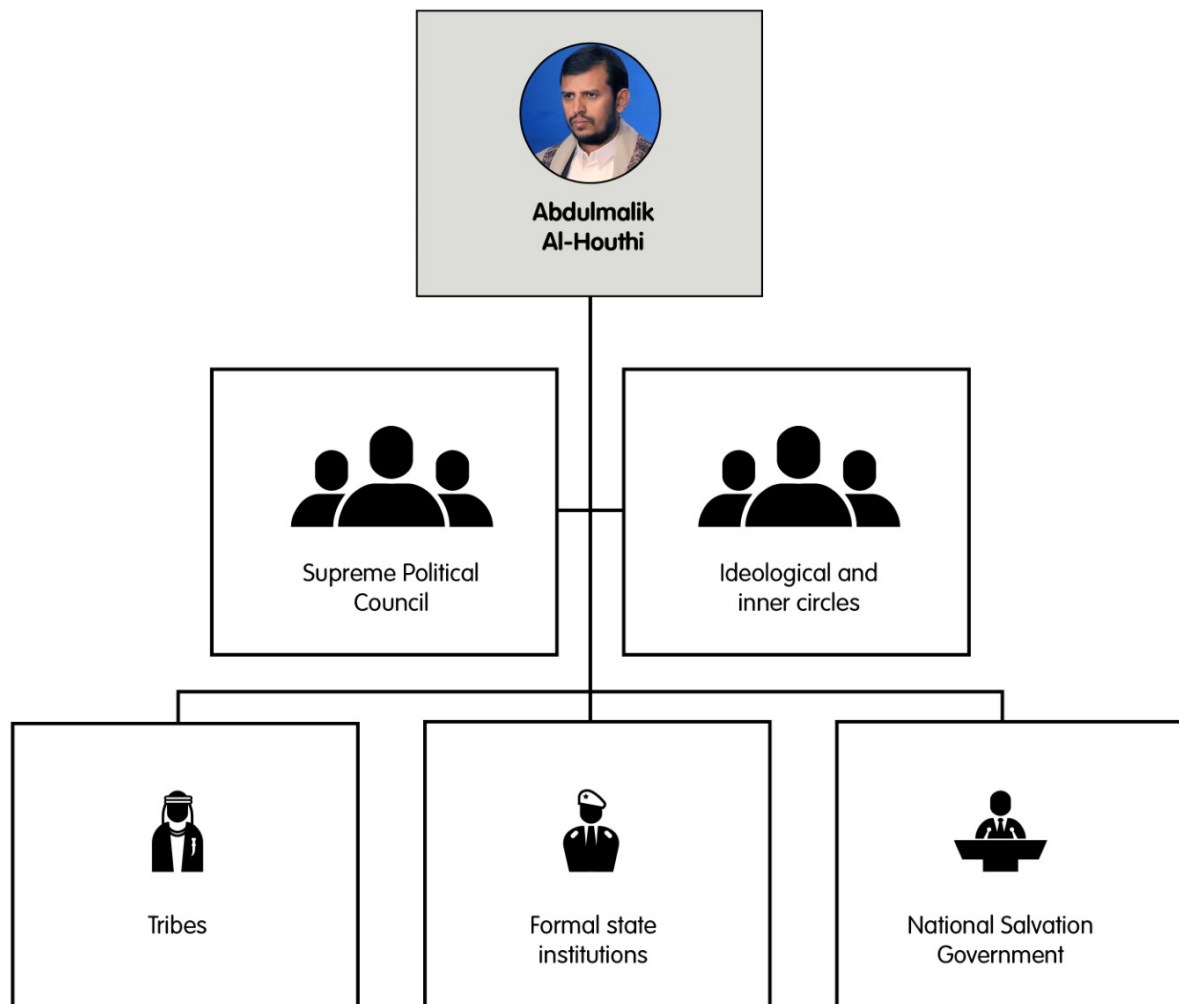 Abdulmalik
Al-Houthi
Supreme Political
Council
Ideological and
inner circles
Tribes
Formal state
institutions
National Salvation
Government